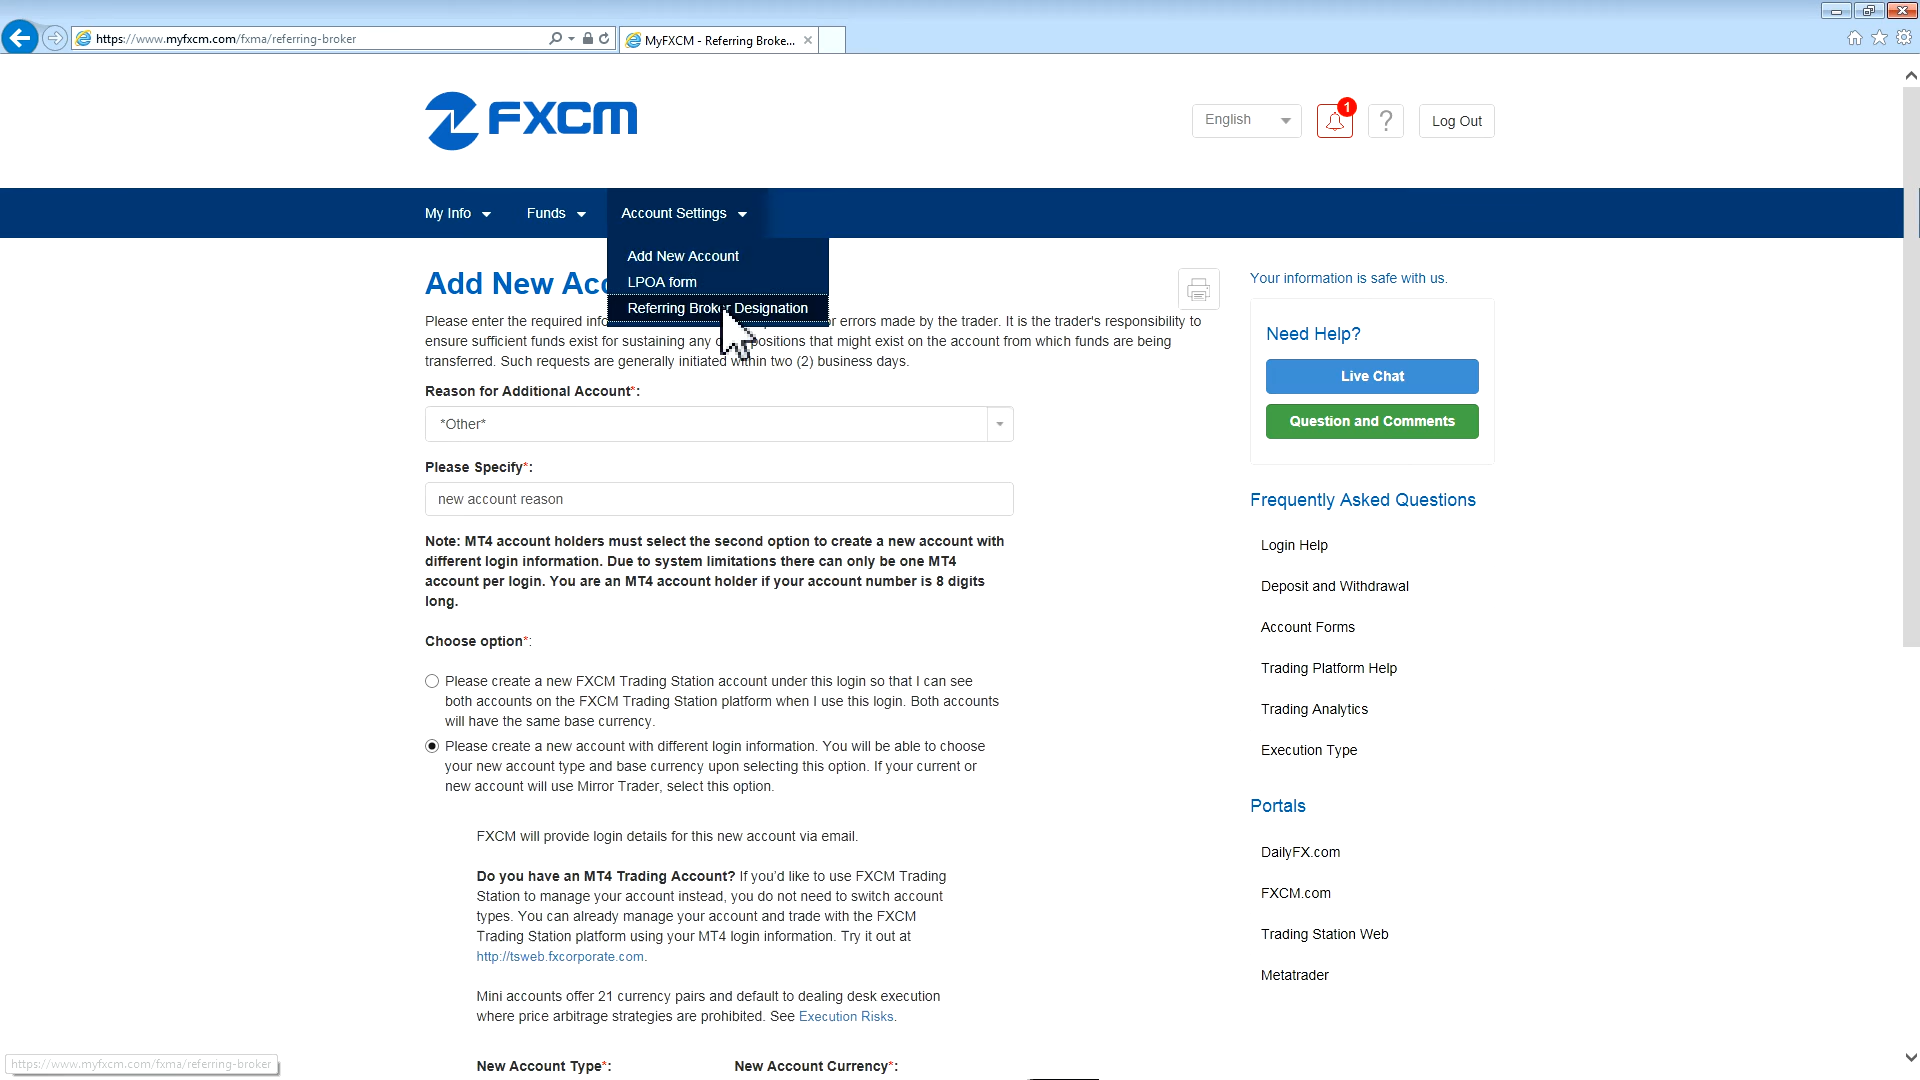 https://www.myfxcm.com/fxma/referring-broker
MyFXCM - Referring Broke...
FXCM
English
1
?
Log Out
My Info
Funds
Account Settings
Add New Account
LPOA form
Referring Broker Designation
Add New Acc
Please enter the required info or errors made by the trader. It is the trader's responsibility to
ensure sufficient funds exist for sustaining any positions that might exist on the account from which funds are being
transferred. Such requests are generally initiated within two (2) business days.
Reason for Additional Account*:
*Other*
Please Specify*:
new account reason
Note: MT4 account holders must select the second option to create a new account with
different login information. Due to system limitations there can only be one MT4
account per login. You are an MT4 account holder if your account number is 8 digits
long.
Choose option*:
Please create a new FXCM Trading Station account under this login so that I can see
both accounts on the FXCM Trading Station platform when I use this login. Both accounts
will have the same base currency.
Please create a new account with different login information. You will be able to choose
your new account type and base currency upon selecting this option. If your current or
new account will use Mirror Trader, select this option.
FXCM will provide login details for this new account via email.
Do you have an MT4 Trading Account? If you'd like to use FXCM Trading
Station to manage your account instead, you do not need to switch account
types. You can already manage your account and trade with the FXCM
Trading Station platform using your MT4 login information. Try it out at
http://tsweb.fxcorporate.com.
Mini accounts offer 21 currency pairs and default to dealing desk execution
where price arbitrage strategies are prohibited. See Execution Risks.
New Account Type*:
New Account Currency*:
Your information is safe with us.
Need Help?
Live Chat
Question and Comments
Frequently Asked Questions
Login Help
Deposit and Withdrawal
Account Forms
Trading Platform Help
Trading Analytics
Execution Type
Portals
DailyFX.com
FXCM.com
Trading Station Web
Metatrader
https://www.myfxcm.com/fxma/referring-broker